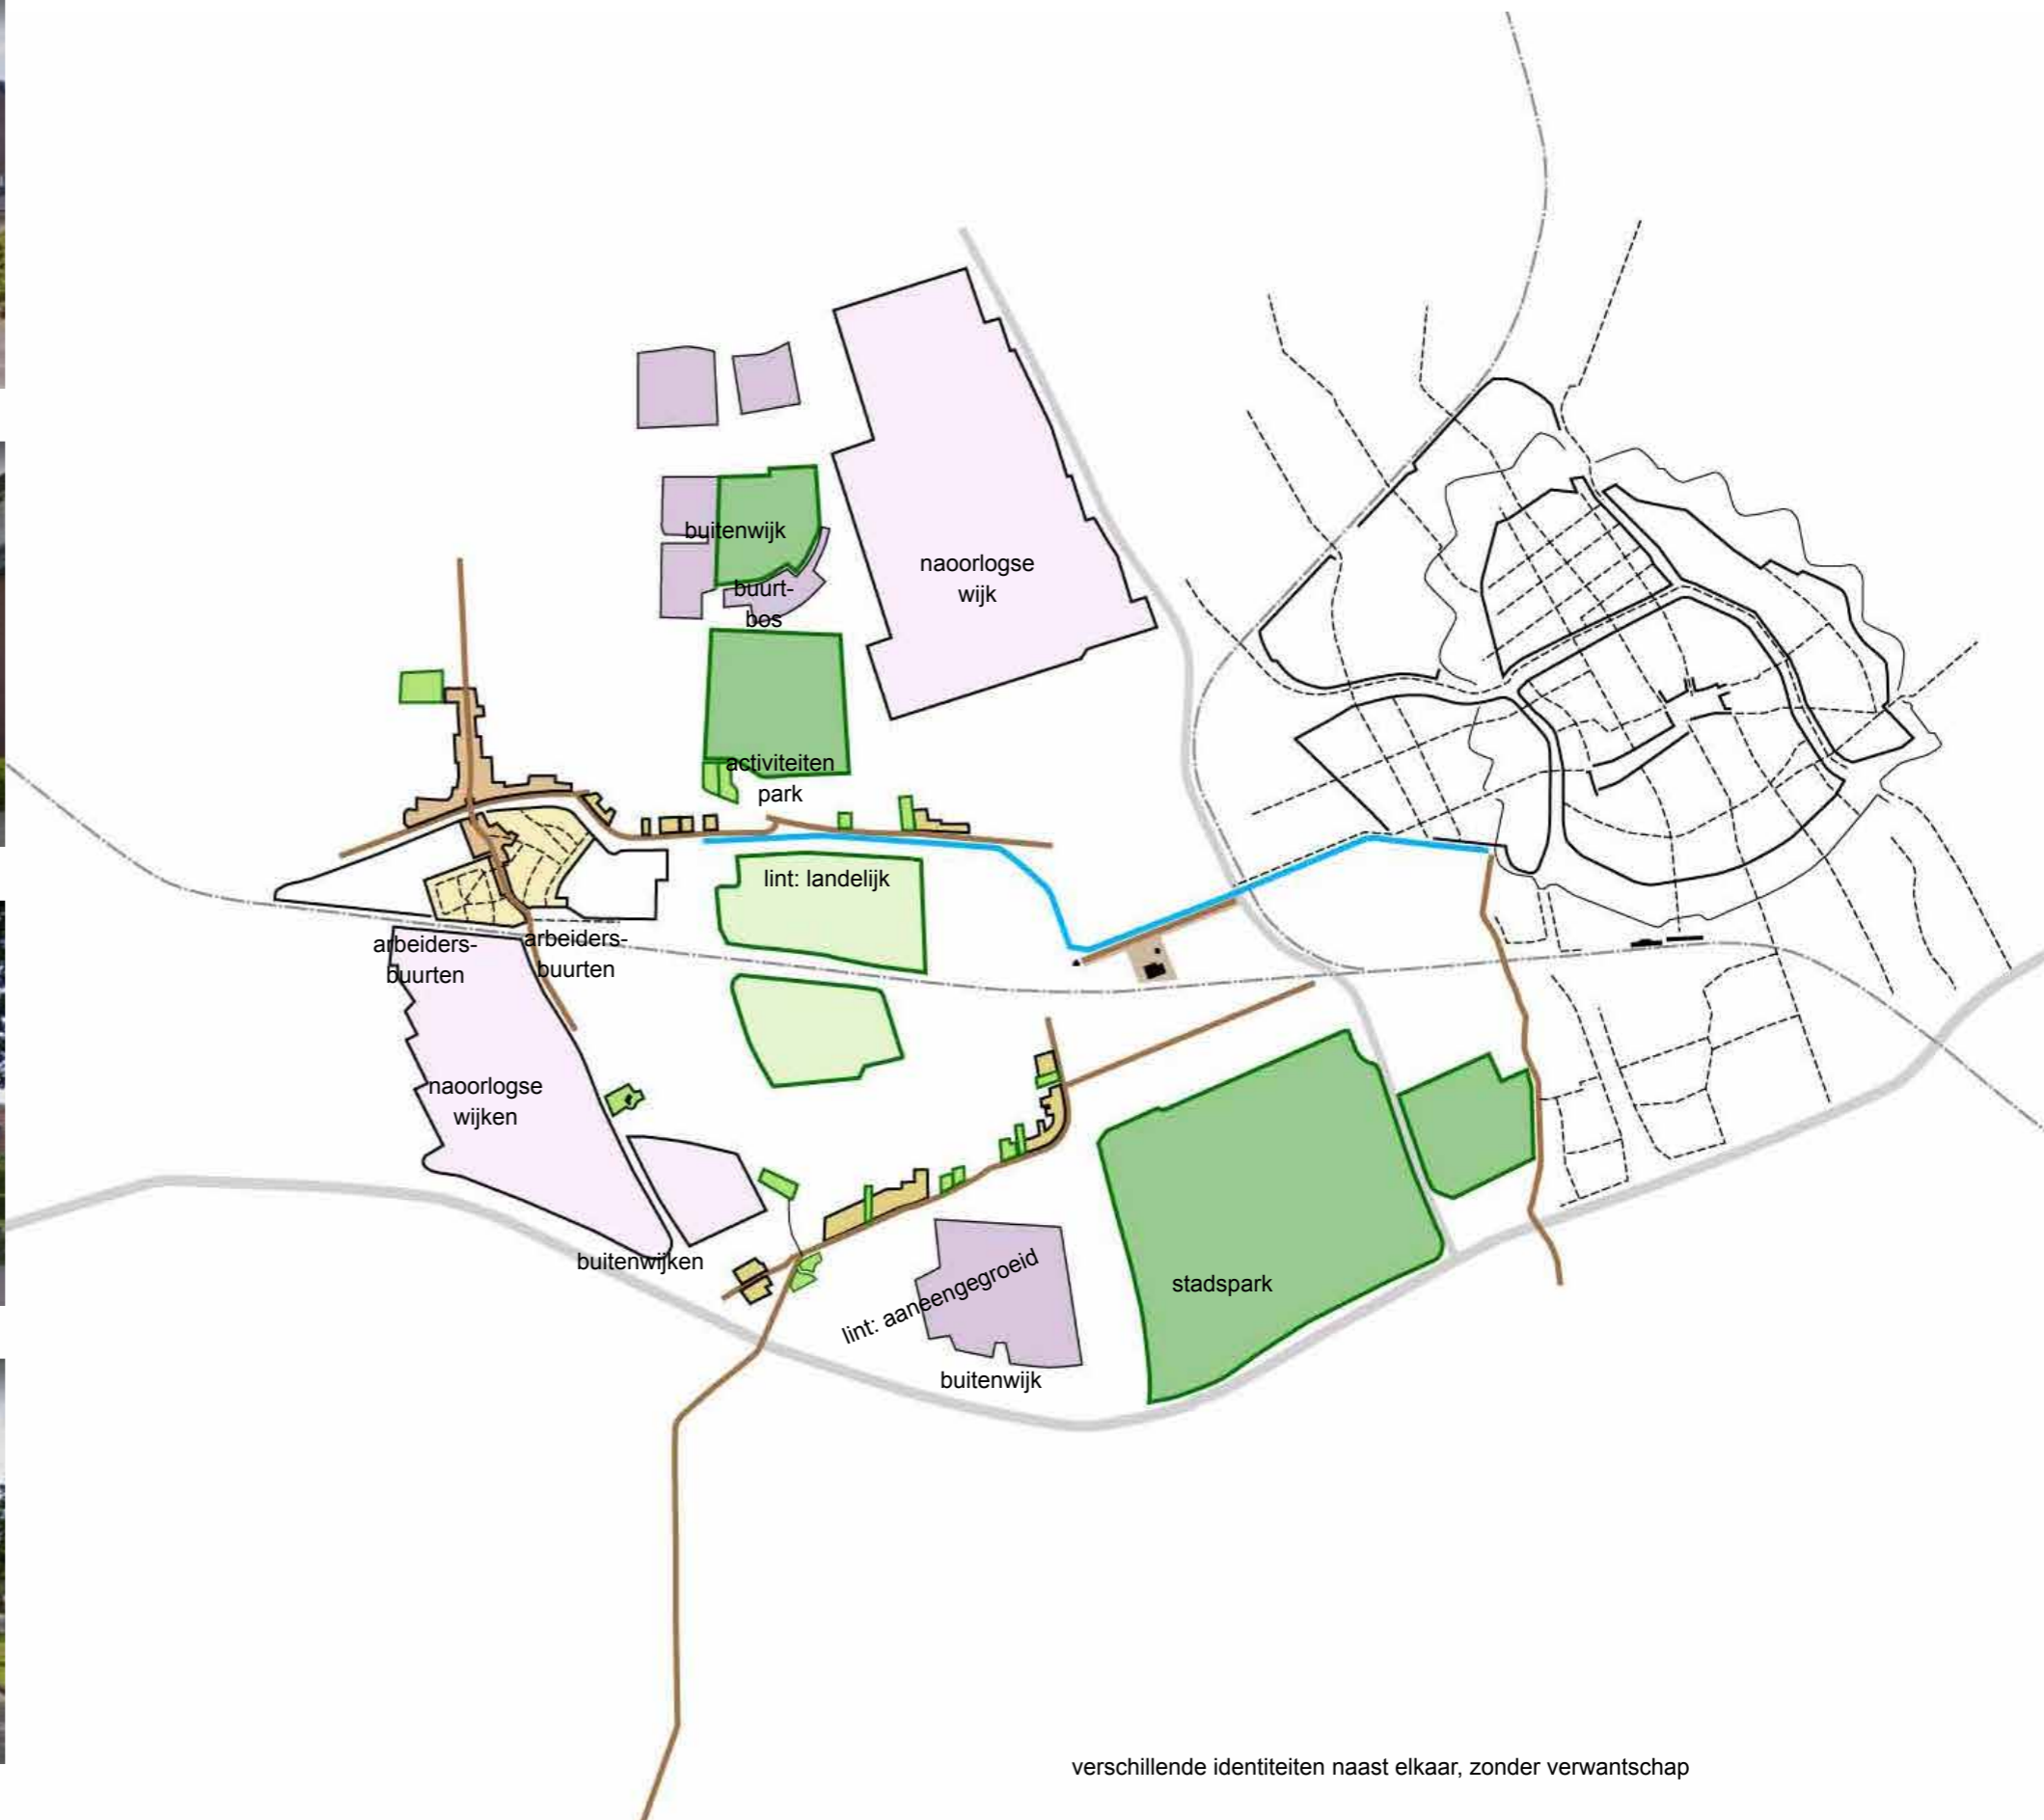 buitenwijk
naoorlogse
wijk
buurt-
bos
activiteiten
park
lint: landelijk
arbeiders-
buurten
arbeiders-
buurten
naoorlogse
wijken
buitenwijken
lint: aaneengegroeid
stadspark
buitenwijk
verschillende identiteiten naast elkaar, zonder verwantschap